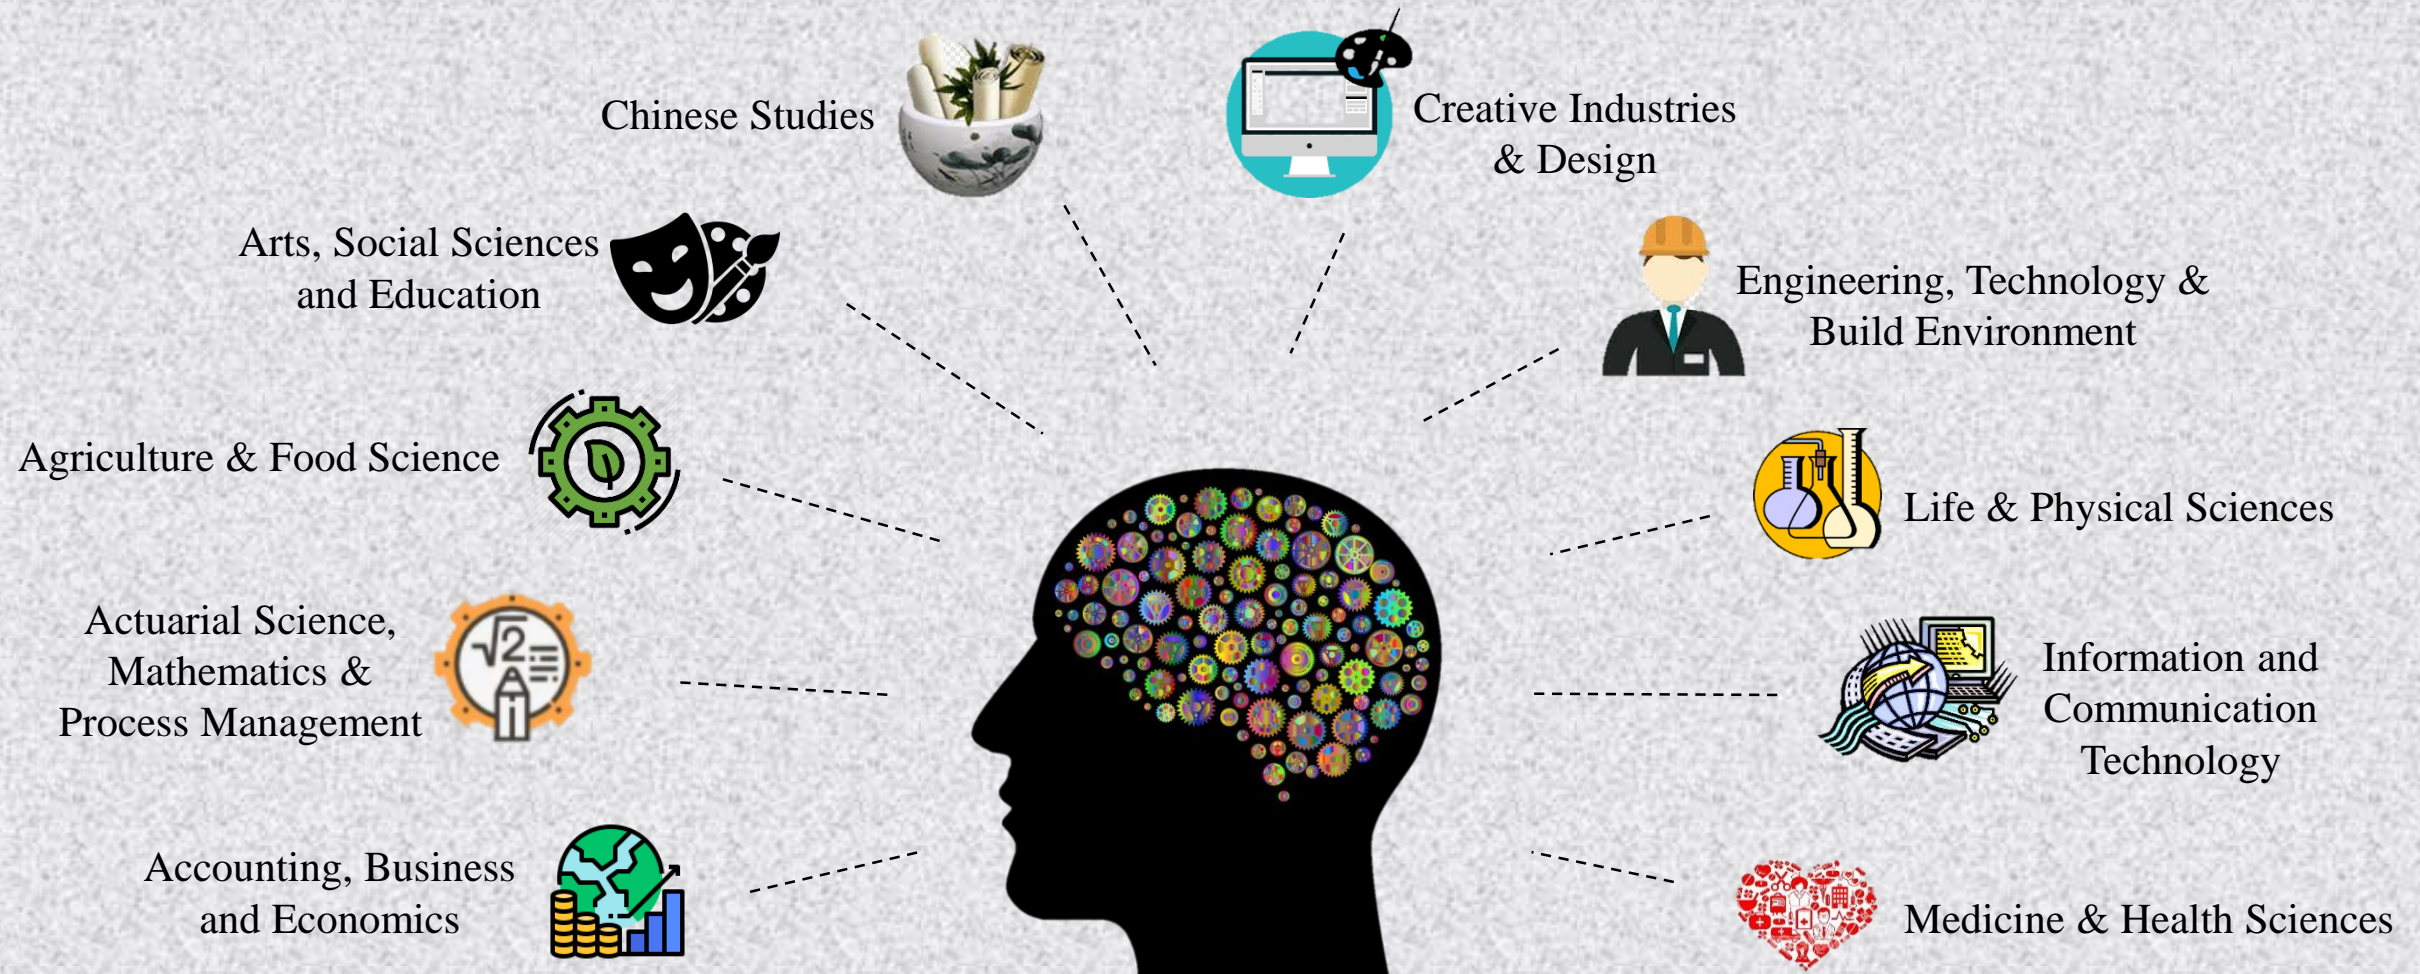 Chinese Studies
Creative Industries
& Design
Arts, Social Sciences
and Education
Engineering, Technology &
Build Environment
Agriculture & Food Science
Life & Physical Sciences
Actuarial Science,
Mathematics &
Process Management
Information and
Communication
Technology
Accounting, Business
and Economics
Medicine & Health Sciences